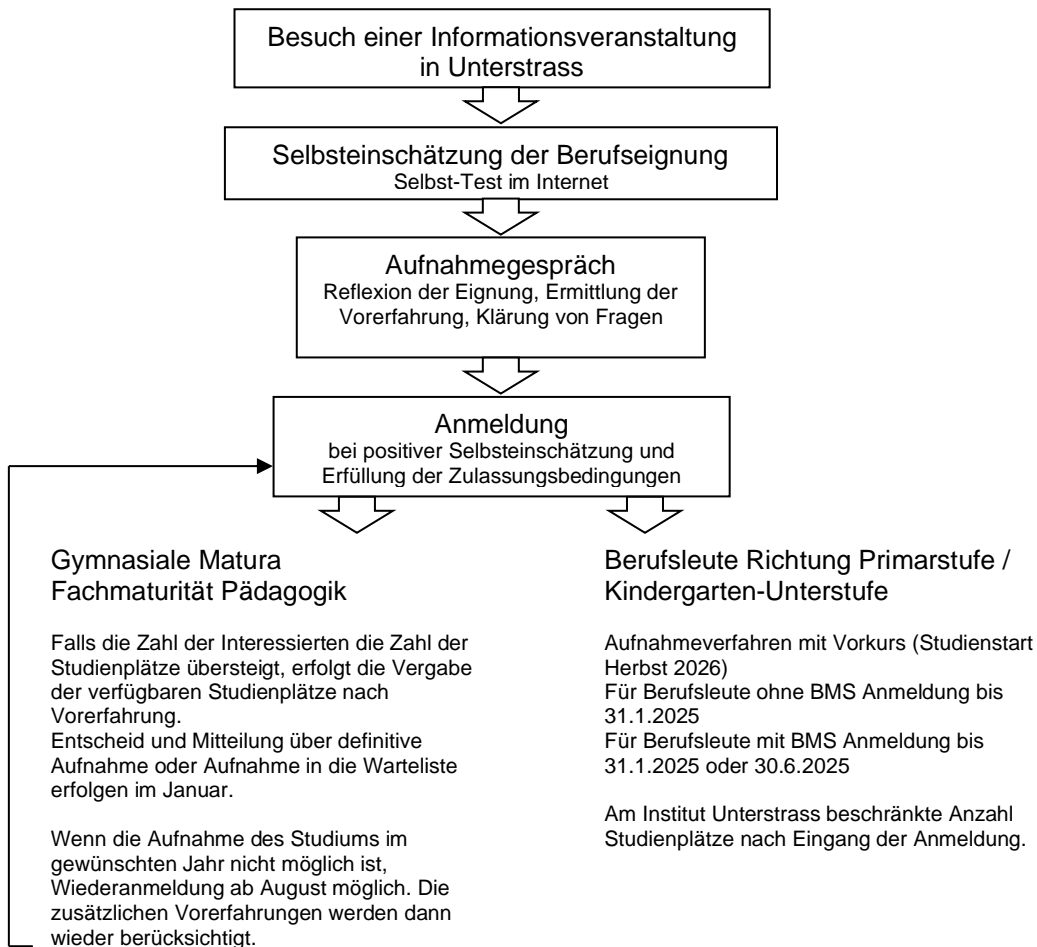 Besuch einer Informationsveranstaltung
in Unterstrass
Selbsteinschätzung der Berufseignung
Selbst-Test im Internet
Aufnahmegespräch
Reflexion der Eignung, Ermittlung der
Vorerfahrung, Klärung von Fragen
Anmeldung
bei positiver Selbsteinschätzung und
Erfüllung der Zulassungsbedingungen
Gymnasiale Matura
Fachmaturität Pädagogik
Falls die Zahl der Interessierten die Zahl der
Studienplätze übersteigt, erfolgt die Vergabe
der verfügbaren Studienplätze nach
Vorerfahrung.
Entscheid und Mitteilung über definitive
Aufnahme oder Aufnahme in die Warteliste
erfolgen im Januar.
Wenn die Aufnahme des Studiums im
gewünschten Jahr nicht möglich ist,
Wiederanmeldung ab August möglich. Die
zusätzlichen Vorerfahrungen werden dann
wieder berücksichtigt.
Berufsleute Richtung Primarstufe /
Kindergarten-Unterstufe
Aufnahmeverfahren mit Vorkurs (Studienstart
Herbst 2026)
Für Berufsleute ohne BMS Anmeldung bis
31.1.2025
Für Berufsleute mit BMS Anmeldung bis
31.1.2025 oder 30.6.2025
Am Institut Unterstrass beschränkte Anzahl
Studienplätze nach Eingang der Anmeldung.